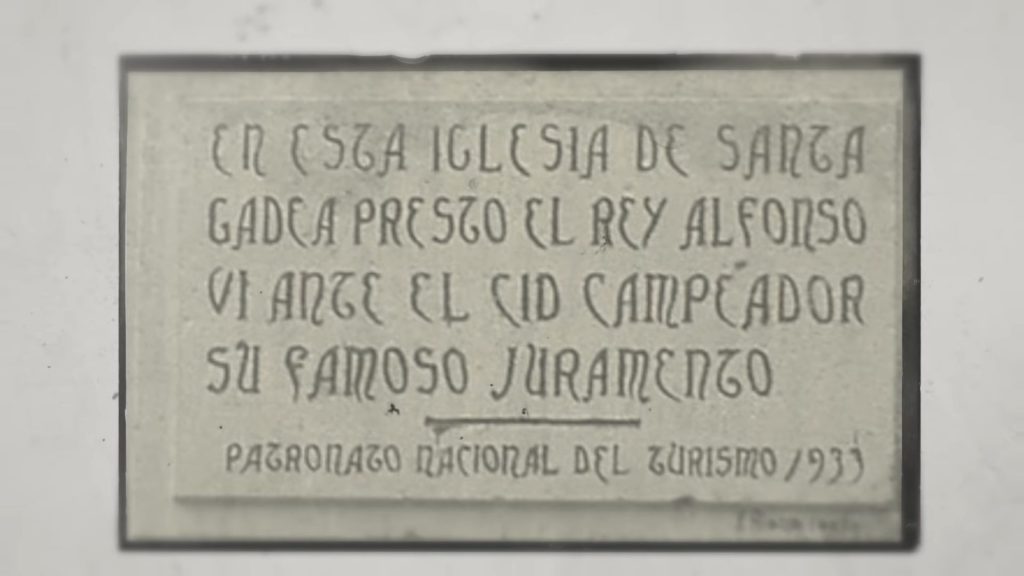 EN ESTA IGLESIA DE SANTA
GADEA PRESTO EL REY ALFONSO
VI ANTE EL CID CAMPEADOR
SU FAMOSO JURAMENTO
PATRONATO NACIONAL DEL TURISMO 1933